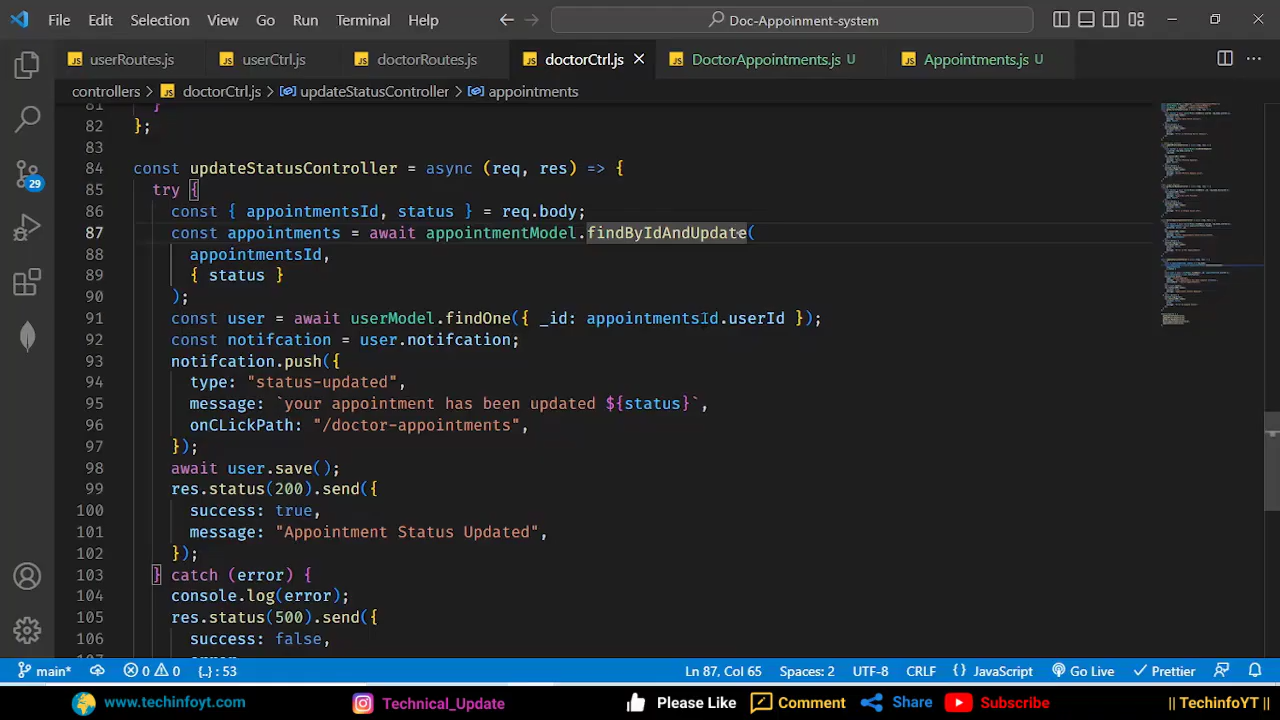 File Edit Selection View Go Run Terminal Help Doc-Appoinment-system
userRoutes.js userCtrl.js doctorRoutes.js doctorCtrl.js DoctorAppointments.js U Appointments.js U
controllers > doctorCtrl.js > updateStatusController > appointments
81 }
82 };
83
84 const updateStatusController = async (req, res) => {
85 try {
86 const { appointmentsId, status } = req.body;
87 const appointments = await appointmentModel.findByIdAndUpdate(
88 appointmentsId,
89 { status }
90 );
91 const user = await userModel.findOne({ _id: appointmentsId.userId });
92 const notifcation = user.notifcation;
93 notifcation.push({
94 type: "status-updated",
95 message: `your appointment has been updated ${status}`,
96 onCLickPath: "/doctor-appointments",
97 });
98 await user.save();
99 res.status(200).send({
100 success: true,
101 message: "Appointment Status Updated",
102 });
103 } catch (error) {
104 console.log(error);
105 res.status(500).send({
106 success: false,
29
main* 0 0 {..} : 53 Ln 87, Col 65 Spaces: 2 UTF-8 CRLF {} JavaScript Go Live Prettier
www.techinfoyt.com Technical_Update Please Like Comment Share Subscribe || TechinfoYT ||